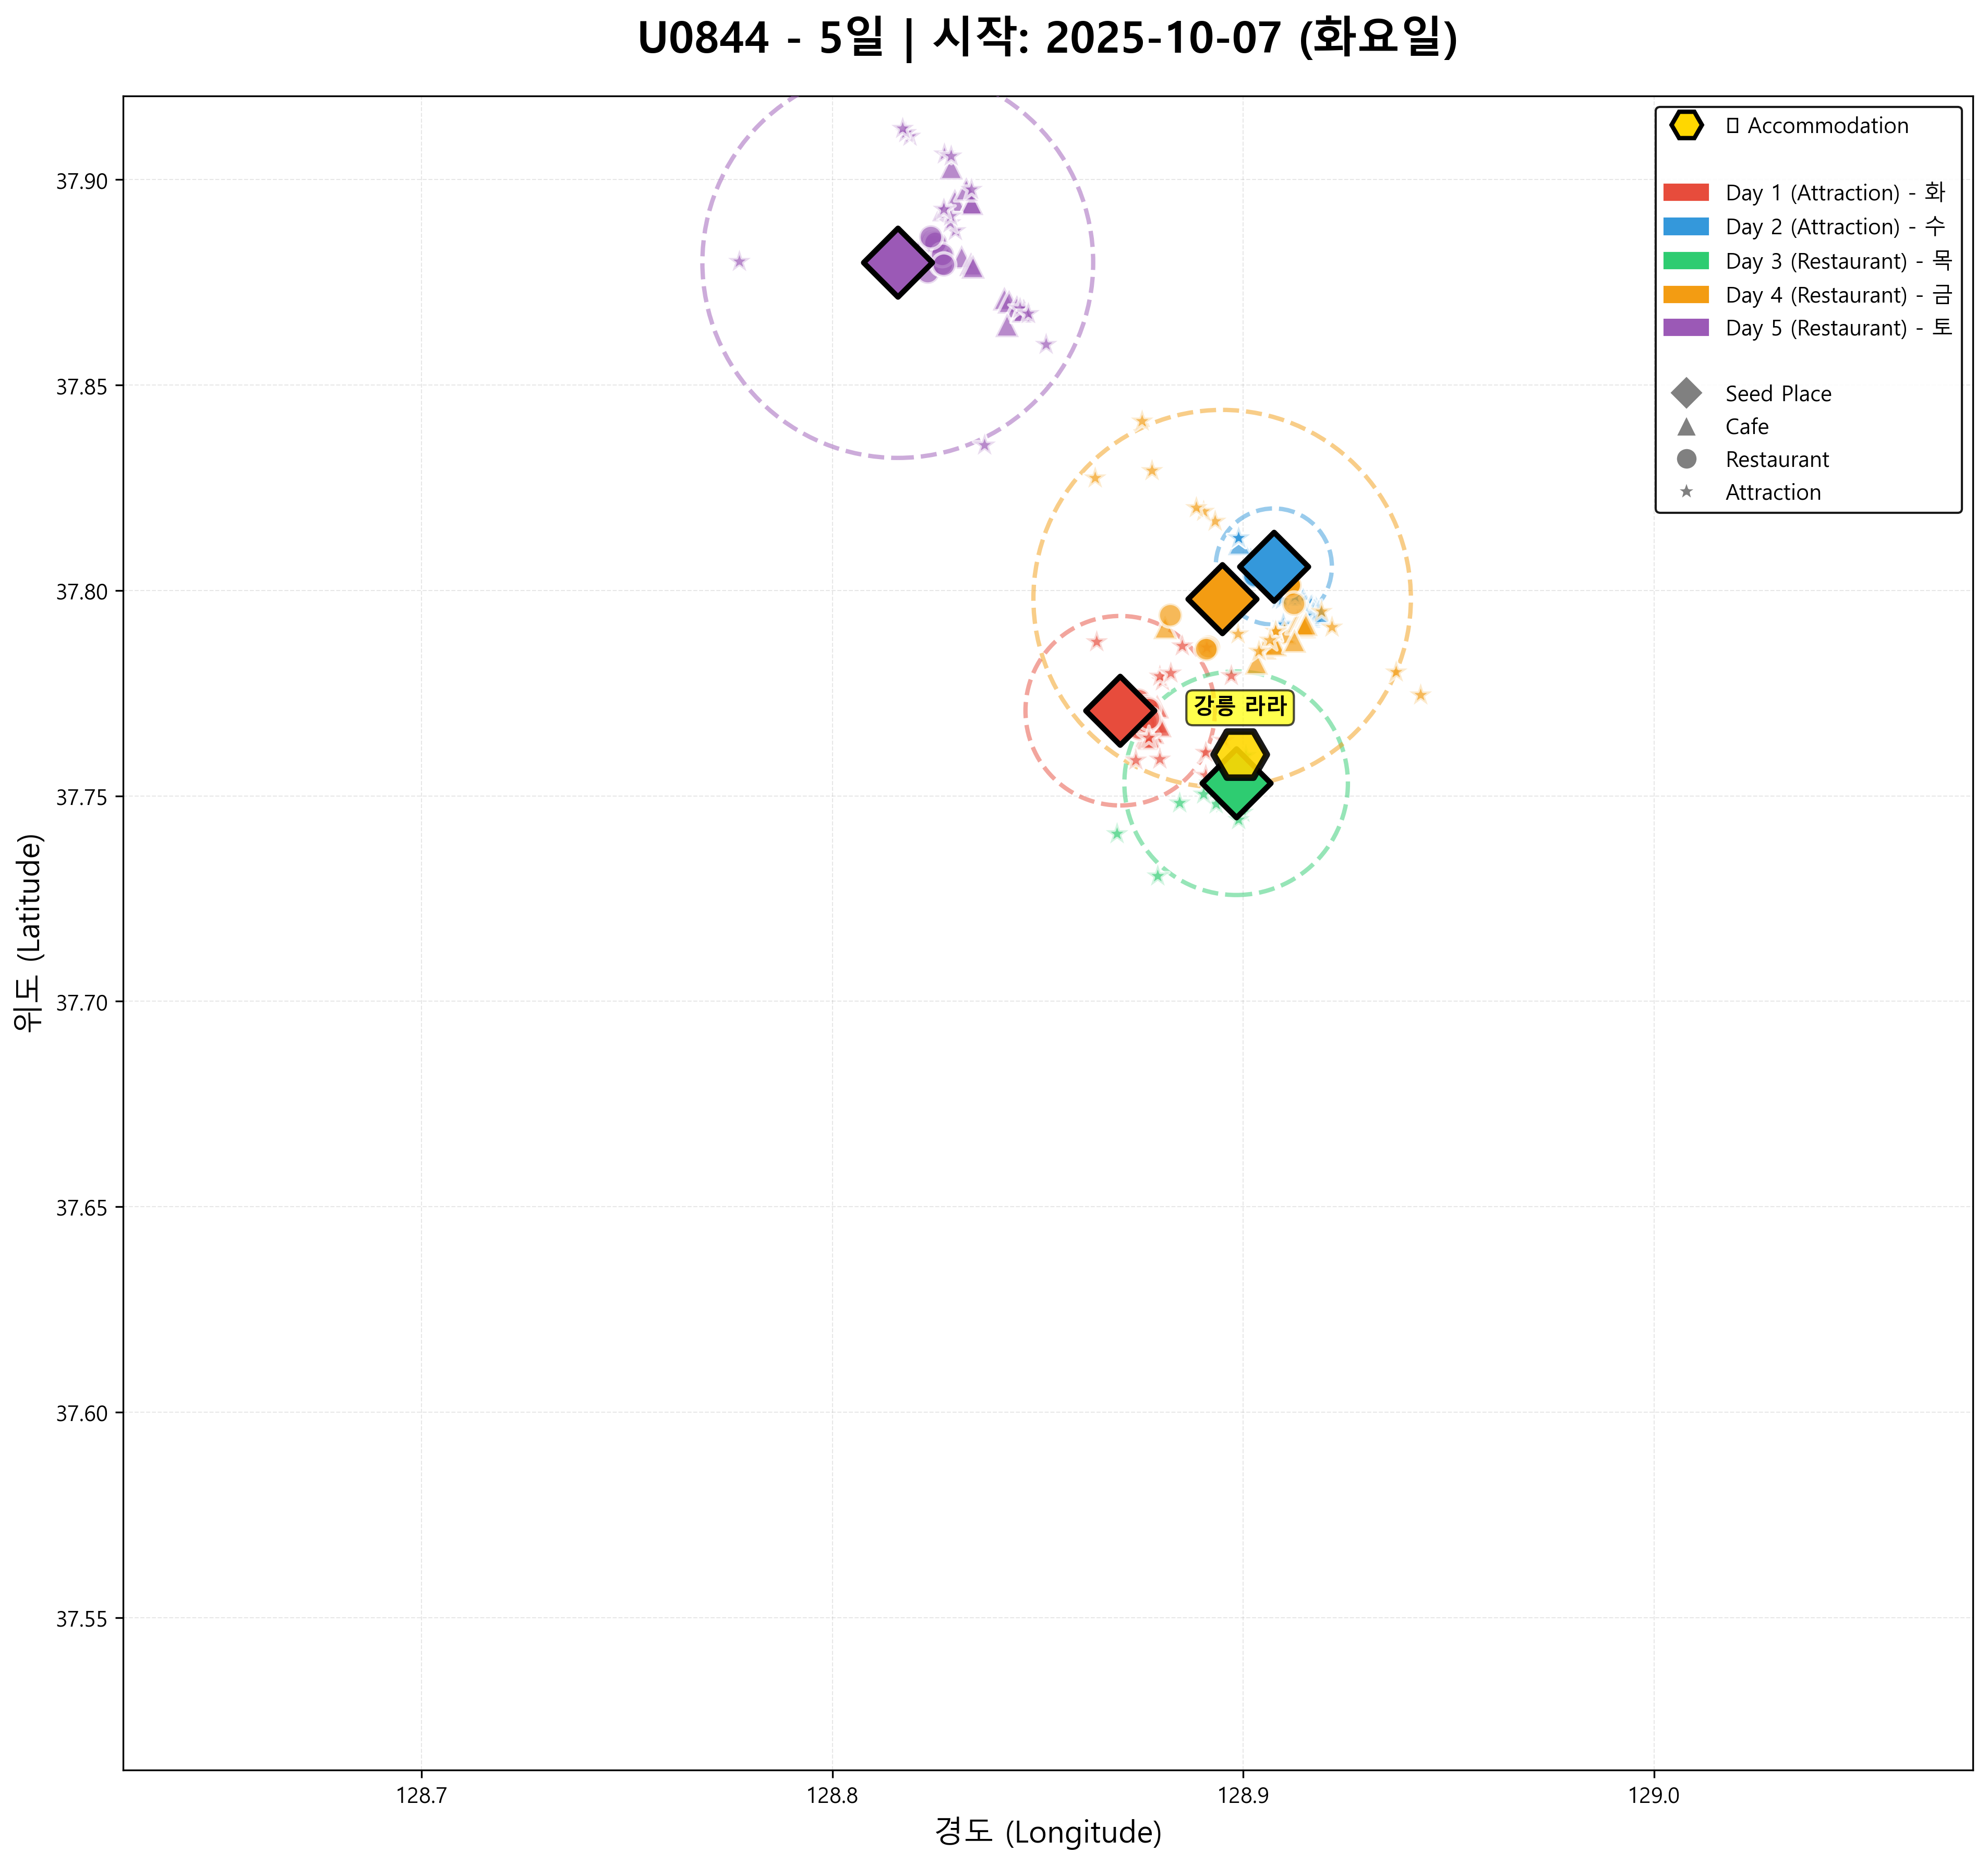 U0844 - 5일 | 시작: 2025-10-07 (화요일)
▯ Accommodation
Day 1 (Attraction) - 화
Day 2 (Attraction) - 수
Day 3 (Restaurant) - 목
Day 4 (Restaurant) - 금
Day 5 (Restaurant) - 토
Seed Place
Cafe
Restaurant
Attraction
강릉 라라
37.90
37.85
37.80
37.75
37.70
37.65
37.60
37.55
위도 (Latitude)
128.7
128.8
128.9
129.0
경도 (Longitude)